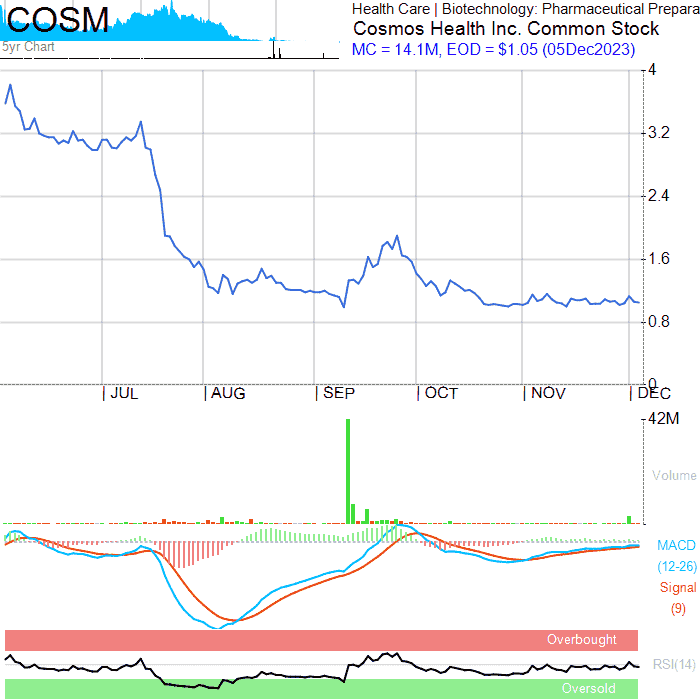 COSM
Health Care | Biotechnology: Pharmaceutical Prepara
Cosmos Health Inc. Common Stock
5yr Chart
MC = 14.1M, EOD = $1.05 (05Dec2023)
4
3.2
2.4
1.6
0.8
0
| JUL | AUG | SEP | OCT | NOV | DEC
42M
Volume
MACD
(12-26)
Signal
(9)
Overbought
RSI(14)
Oversold